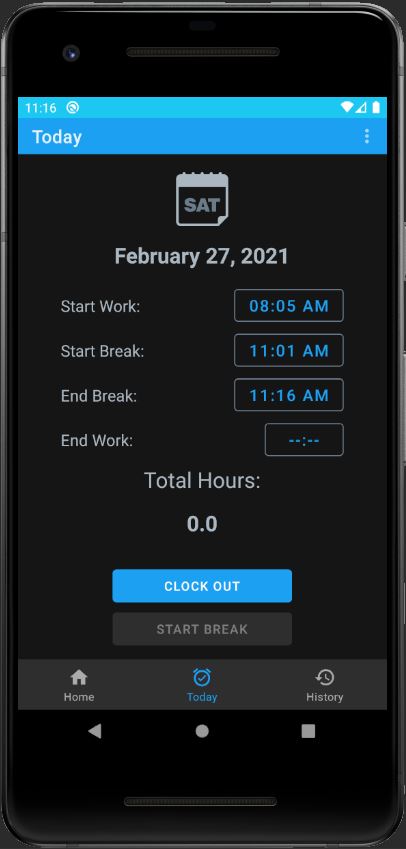 11:16
Today
SAT
February 27, 2021
Start Work: 08:05 AM
Start Break: 11:01 AM
End Break: 11:16 AM
End Work: --:--
Total Hours:
0.0
CLOCK OUT
START BREAK
Home Today History